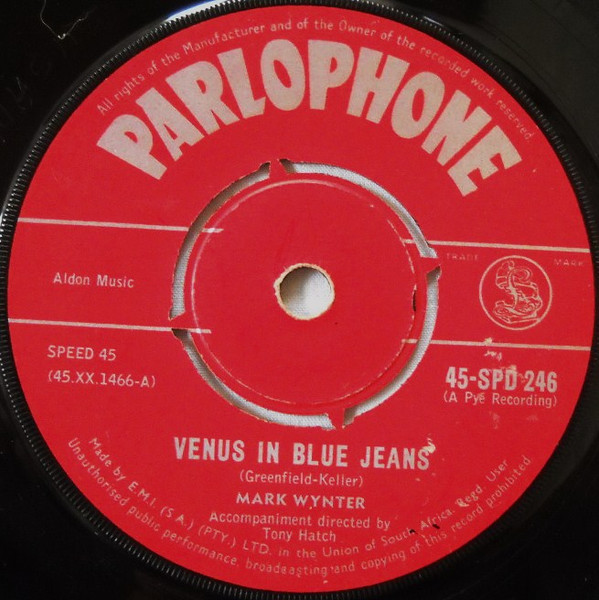 All rights of the Manufacturer and of the Owner of the recorded work reserved.
PARLOPHONE
TRADE MARK
Aldon Music
SPEED 45
(45.XX.1466-A)
45-SPD 246
(A Pye Recording)
VENUS IN BLUE JEANS
(Greenfield-Keller)
MARK WYNTER
Accompaniment directed by
Tony Hatch
Made by E.M.I. (S.A.) (PTY.) LTD. in the Union of South Africa. Regd. User
Unauthorised public performance, broadcasting and copying of this record prohibited